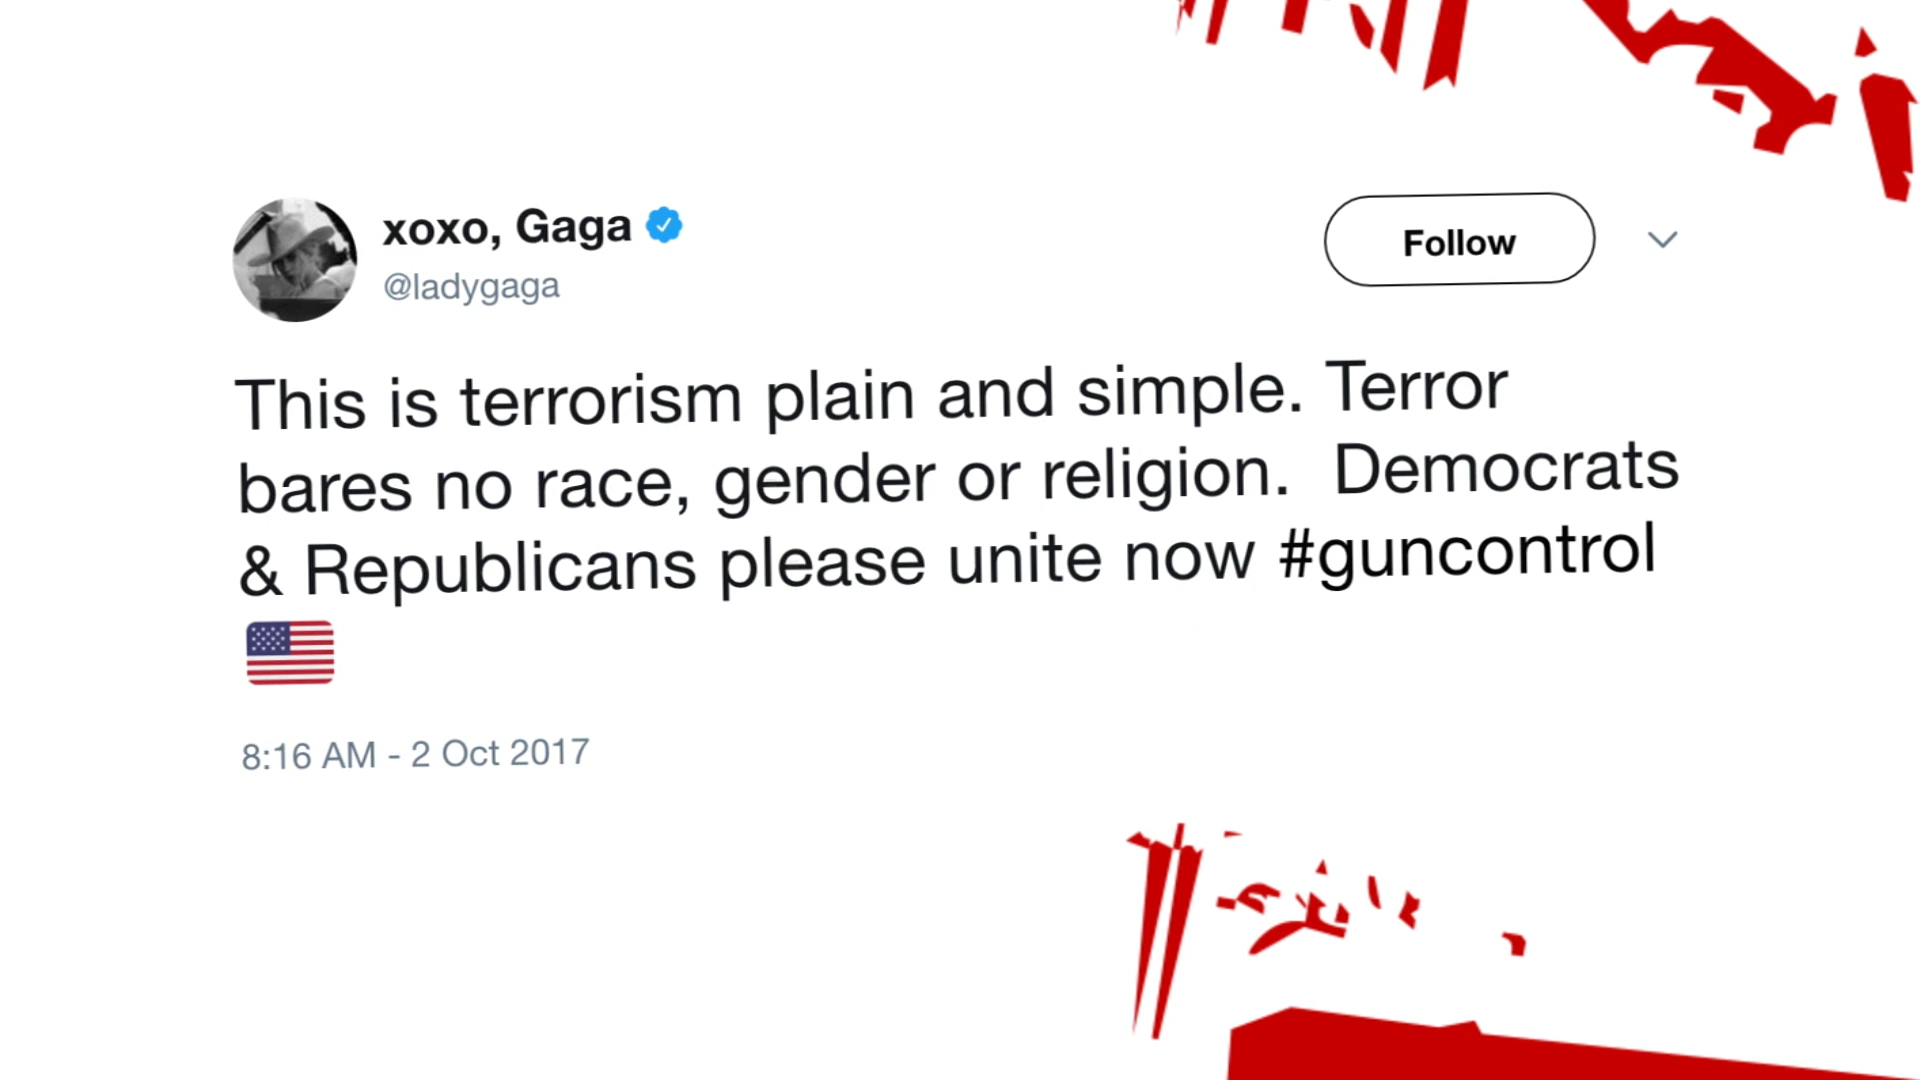 xoxo, Gaga
@ladygaga
Follow
This is terrorism plain and simple. Terror
bares no race, gender or religion.  Democrats
& Republicans please unite now #guncontrol
🇺🇸
8:16 AM - 2 Oct 2017